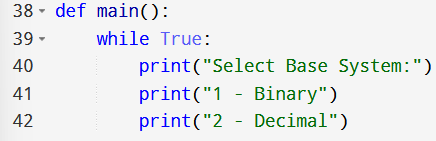 38 def main():
39     while True:
40         print("Select Base System:")
41         print("1 - Binary")
42         print("2 - Decimal")